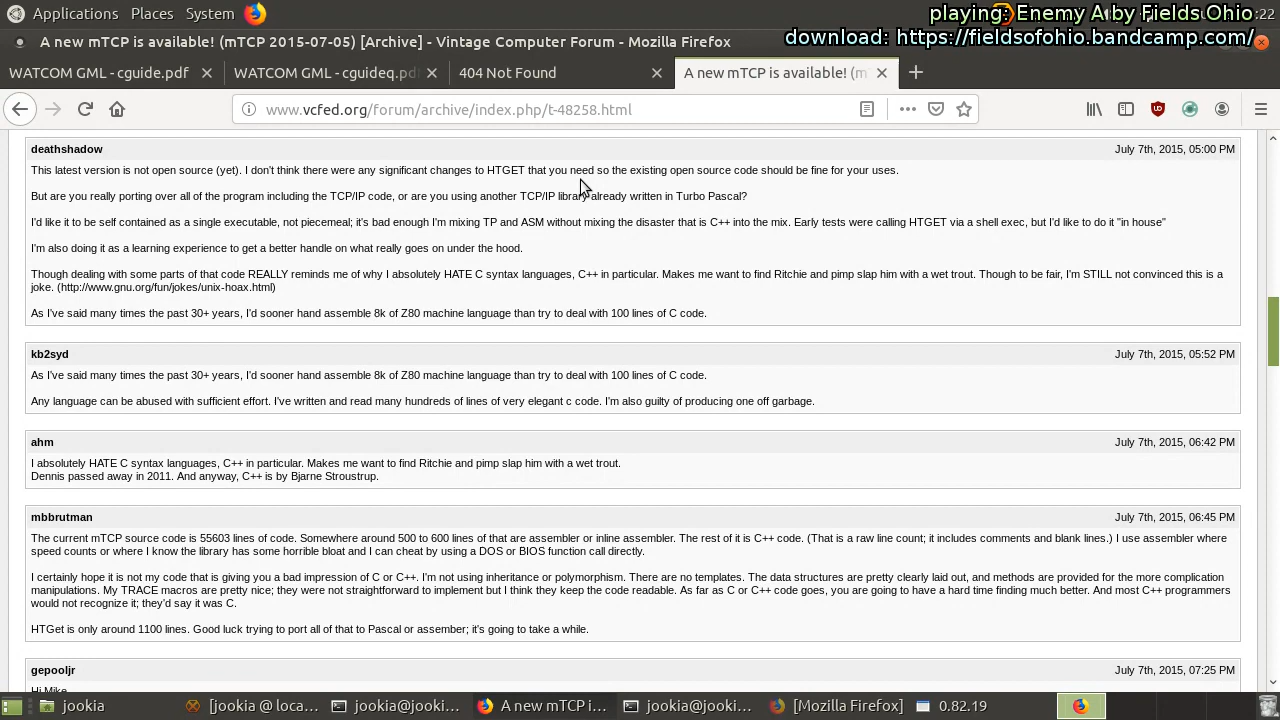 Applications Places System
:22
playing: Enemy A by Fields Ohio
download: https://fieldsofohio.bandcamp.com/
A new mTCP is available! (mTCP 2015-07-05) [Archive] - Vintage Computer Forum - Mozilla Firefox
WATCOM GML - cguide.pdf
WATCOM GML - cguideq.pd
404 Not Found
A new mTCP is available! (m
www.vcfed.org/forum/archive/index.php/t-48258.html
deathshadow July 7th, 2015, 05:00 PM
This latest version is not open source (yet). I don't think there were any significant changes to HTGET that you need so the existing open source code should be fine for your uses.
But are you really porting over all of the program including the TCP/IP code, or are you using another TCP/IP library already written in Turbo Pascal?
I'd like it to be self contained as a single executable, not piecemeal; it's bad enough I'm mixing TP and ASM without mixing the disaster that is C++ into the mix. Early tests were calling HTGET via a shell exec, but I'd like to do it "in house"
I'm also doing it as a learning experience to get a better handle on what really goes on under the hood.
Though dealing with some parts of that code REALLY reminds me of why I absolutely HATE C syntax languages, C++ in particular. Makes me want to find Ritchie and pimp slap him with a wet trout. Though to be fair, I'm STILL not convinced this is a
joke. (http://www.gnu.org/fun/jokes/unix-hoax.html)
As I've said many times the past 30+ years, I'd sooner hand assemble 8k of Z80 machine language than try to deal with 100 lines of C code.
kb2syd July 7th, 2015, 05:52 PM
As I've said many times the past 30+ years, I'd sooner hand assemble 8k of Z80 machine language than try to deal with 100 lines of C code.
Any language can be abused with sufficient effort. I've written and read many hundreds of lines of very elegant c code. I'm also guilty of producing one off garbage.
ahm July 7th, 2015, 06:42 PM
I absolutely HATE C syntax languages, C++ in particular. Makes me want to find Ritchie and pimp slap him with a wet trout.
Dennis passed away in 2011. And anyway, C++ is by Bjarne Stroustrup.
mbbrutman July 7th, 2015, 06:45 PM
The current mTCP source code is 55603 lines of code. Somewhere around 500 to 600 lines of that are assembler or inline assembler. The rest of it is C++ code. (That is a raw line count; it includes comments and blank lines.) I use assembler where
speed counts or where I know the library has some horrible bloat and I can cheat by using a DOS or BIOS function call directly.
I certainly hope it is not my code that is giving you a bad impression of C or C++. I'm not using inheritance or polymorphism. There are no templates. The data structures are pretty clearly laid out, and methods are provided for the more complication
manipulations. My TRACE macros are pretty nice; they were not straightforward to implement but I think they keep the code readable. As far as C or C++ code goes, you are going to have a hard time finding much better. And most C++ programmers
would not recognize it; they'd say it was C.
HTGet is only around 1100 lines. Good luck trying to port all of that to Pascal or assember; it's going to take a while.
gepooljr July 7th, 2015, 07:25 PM
Hi Mike
jookia [jookia @ loca... jookia@jooki... A new mTCP i... jookia@jooki... [Mozilla Firefox] 0.82.19